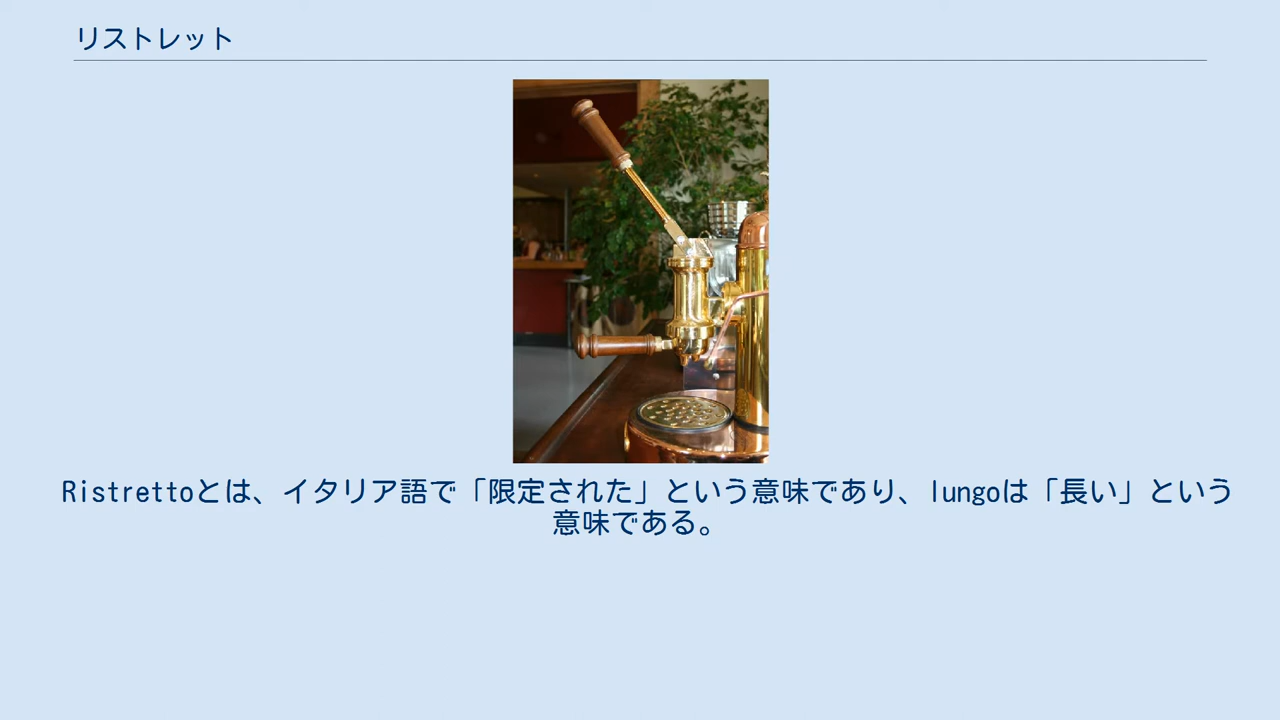 リストレット
Ristrettoとは、イタリア語で「限定された」という意味であり、lungoは「長い」という
意味である。